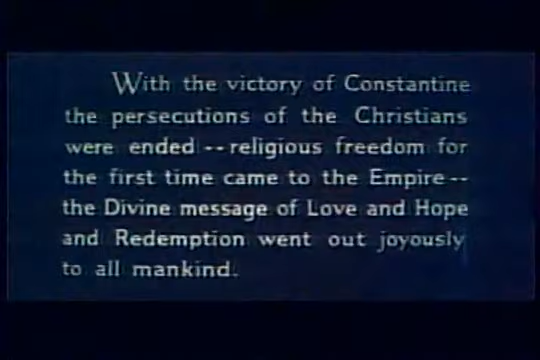 With the victory of Constantine
the persecutions of the Christians
were ended -- religious freedom for
the first time came to the Empire --
the Divine message of Love and Hope
and Redemption went out joyously
to all mankind.